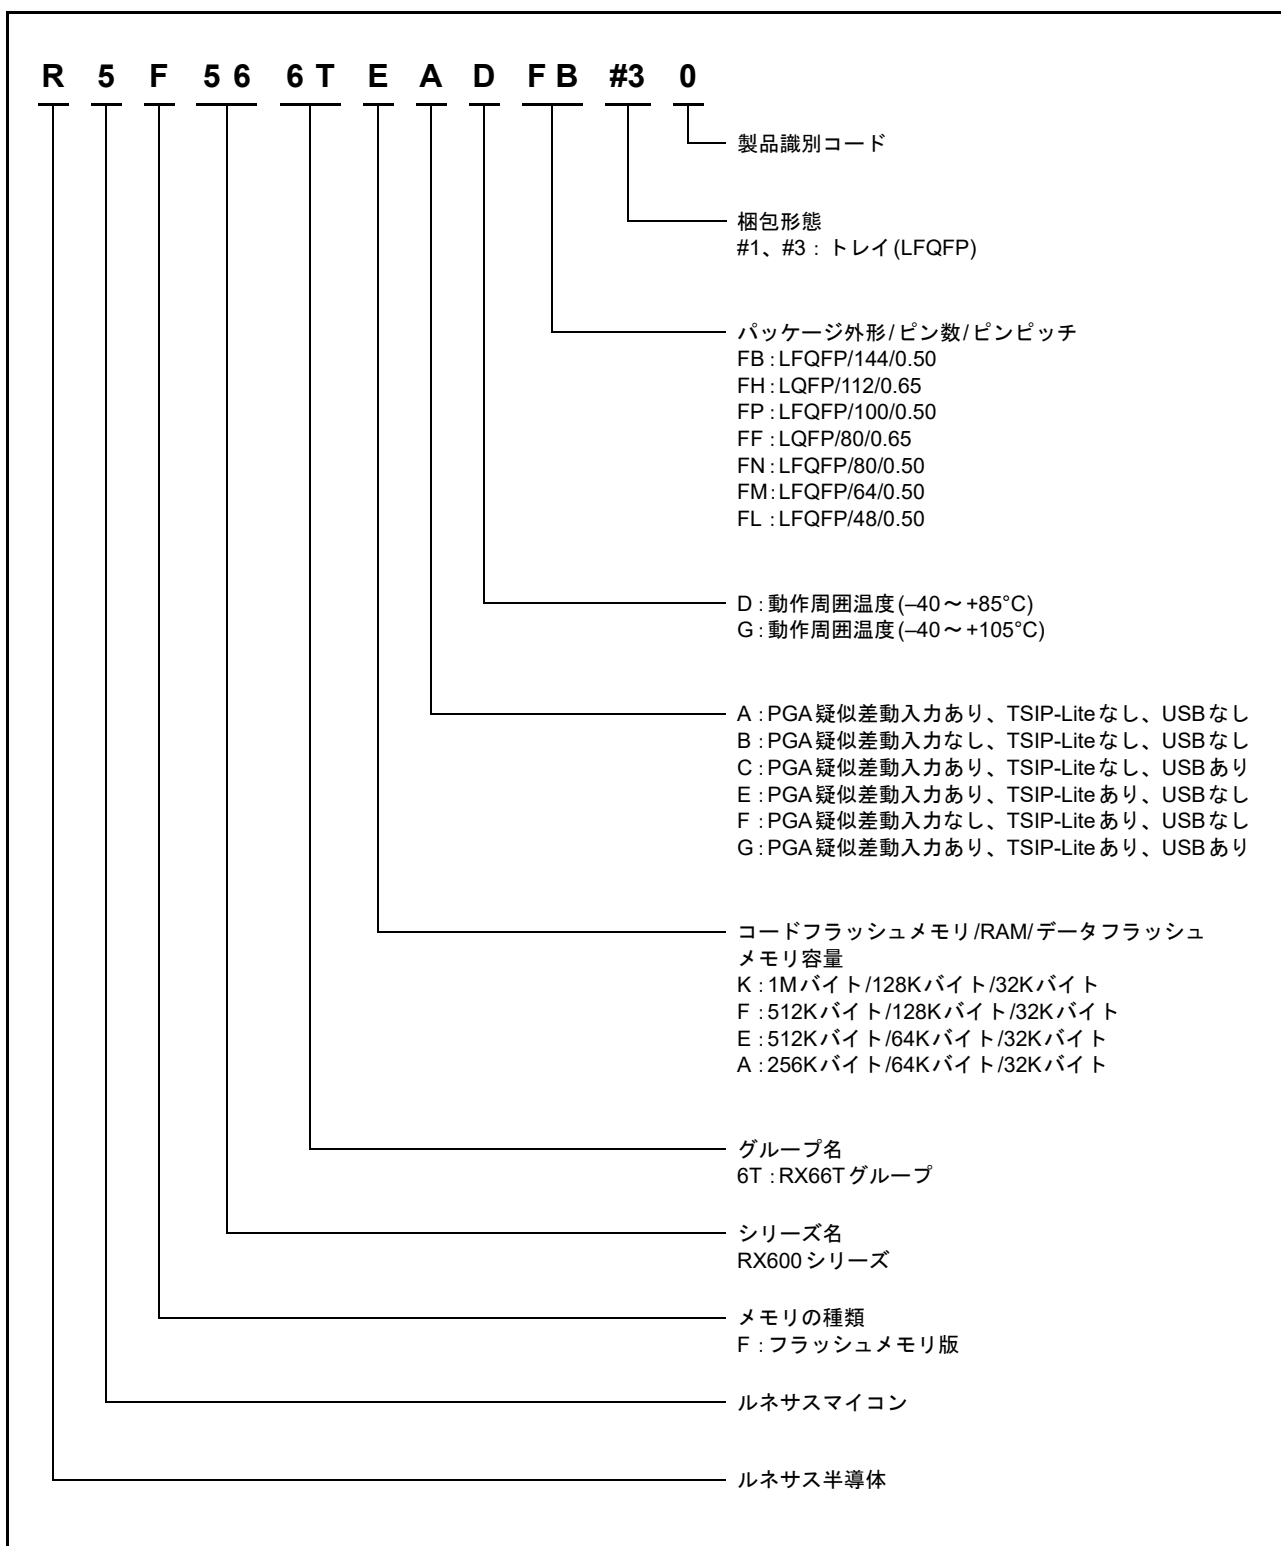 R 5 F 5 6 6 T E A D F B #3 0
製品識別コード
梱包形態
#1、#3 : トレイ(LFQFP)
パッケージ外形/ピン数/ピンピッチ
FB : LFQFP/144/0.50
FH : LQFP/112/0.65
FP : LFQFP/100/0.50
FF : LQFP/80/0.65
FN : LFQFP/80/0.50
FM : LFQFP/64/0.50
FL : LFQFP/48/0.50
D : 動作周囲温度(–40～+85°C)
G : 動作周囲温度(–40～+105°C)
A : PGA疑似差動入力あり、TSIP-Liteなし、USBなし
B : PGA疑似差動入力なし、TSIP-Liteなし、USBなし
C : PGA疑似差動入力あり、TSIP-Liteなし、USBあり
E : PGA疑似差動入力あり、TSIP-Liteあり、USBなし
F : PGA疑似差動入力なし、TSIP-Liteあり、USBなし
G : PGA疑似差動入力あり、TSIP-Liteあり、USBあり
コードフラッシュメモリ/RAM/データフラッシュ
メモリ容量
K : 1Mバイト/128Kバイト/32Kバイト
F : 512Kバイト/128Kバイト/32Kバイト
E : 512Kバイト/64Kバイト/32Kバイト
A : 256Kバイト/64Kバイト/32Kバイト
グループ名
6T : RX66Tグループ
シリーズ名
RX600シリーズ
メモリの種類
F : フラッシュメモリ版
ルネサスマイコン
ルネサス半導体